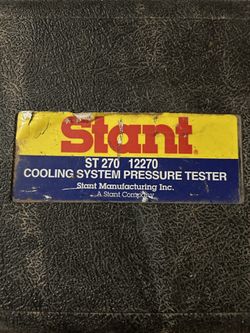 Stant®
ST 270 12270
COOLING SYSTEM PRESSURE TESTER
Stant Manufacturing Inc.
A Stant Company